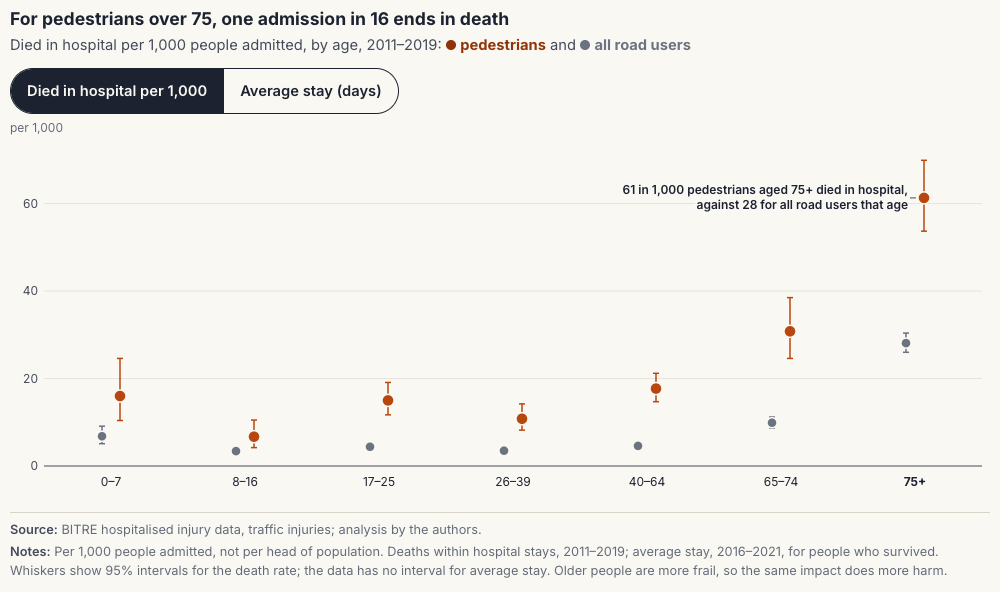 For pedestrians over 75, one admission in 16 ends in death
Died in hospital per 1,000 people admitted, by age, 2011–2019: pedestrians and all road users
Died in hospital per 1,000
Average stay (days)
per 1,000
61 in 1,000 pedestrians aged 75+ died in hospital,
against 28 for all road users that age
60
40
20
0
0–7
8–16
17–25
26–39
40–64
65–74
75+
Source: BITRE hospitalised injury data, traffic injuries; analysis by the authors.
Notes: Per 1,000 people admitted, not per head of population. Deaths within hospital stays, 2011–2019; average stay, 2016–2021, for people who survived.
Whiskers show 95% intervals for the death rate; the data has no interval for average stay. Older people are more frail, so the same impact does more harm.